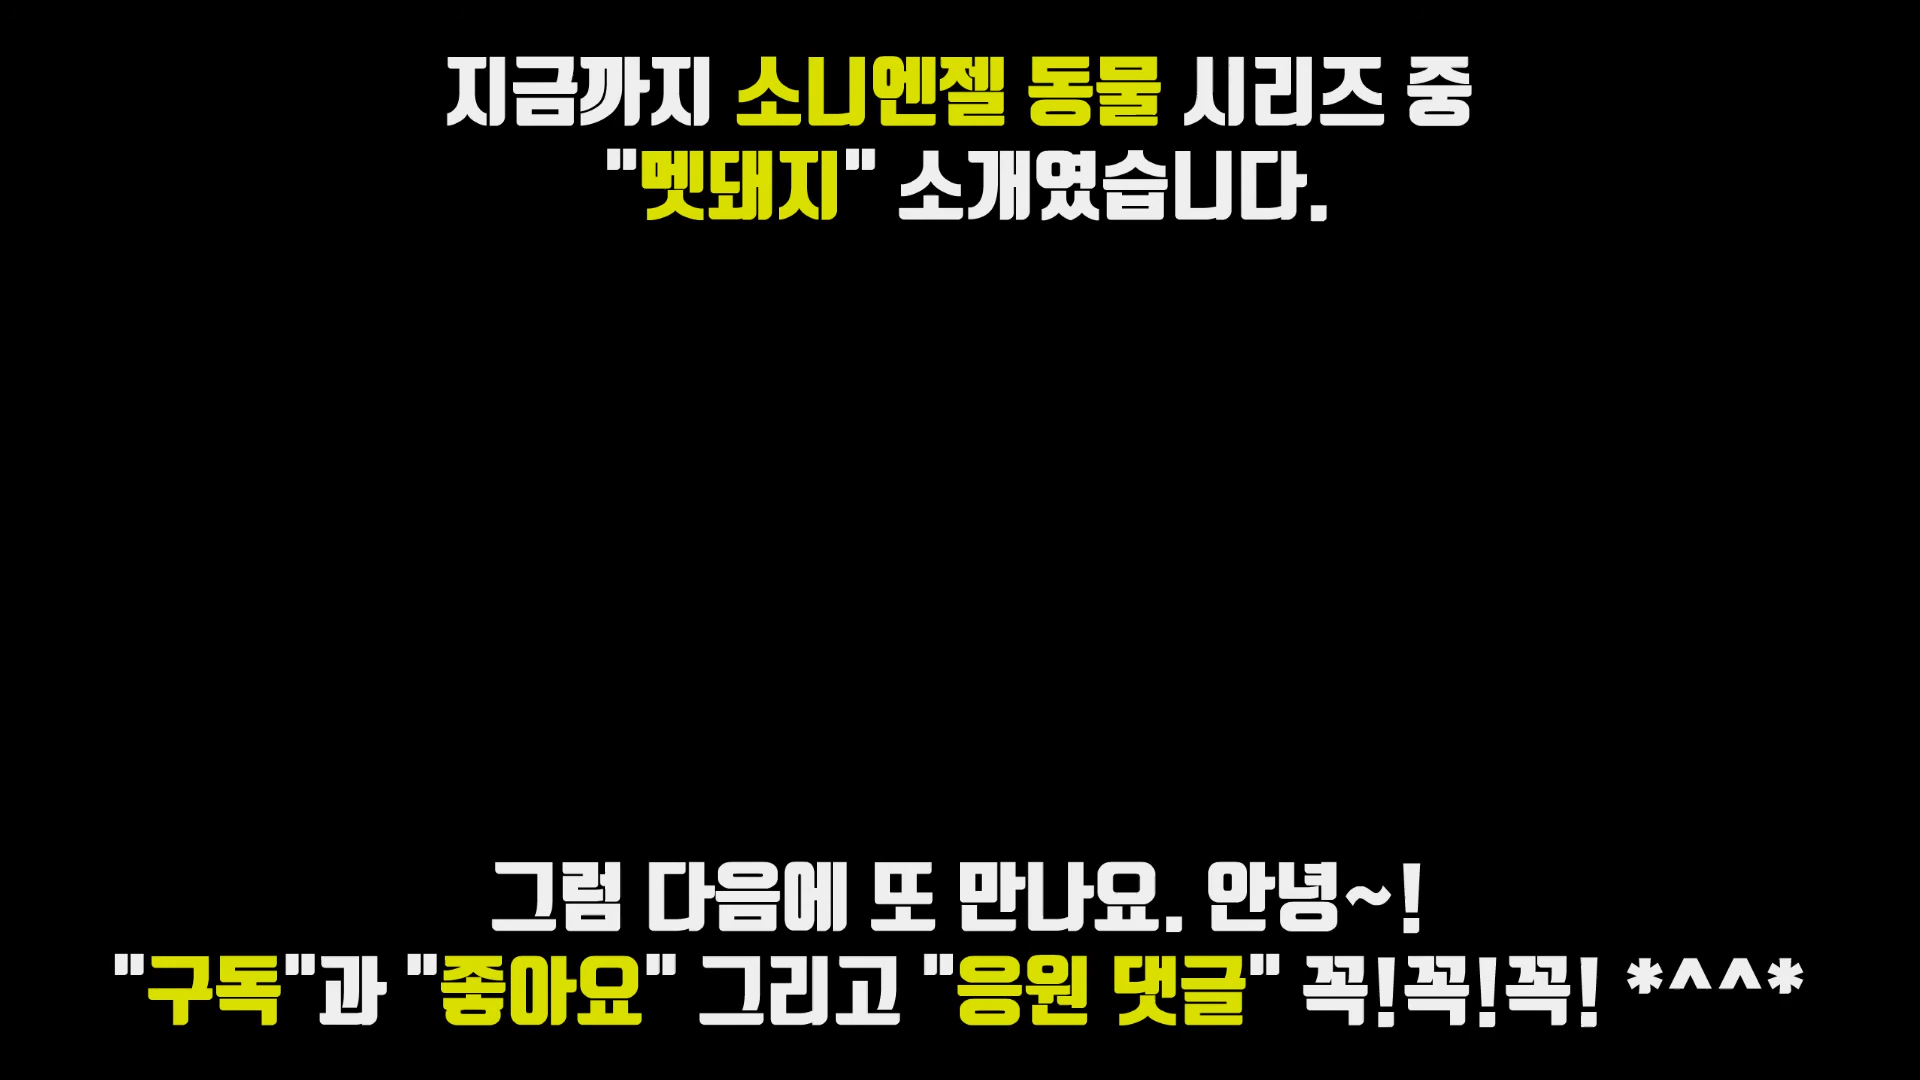 지금까지 소니엔젤 동물 시리즈 중
"멧돼지" 소개였습니다.
그럼 다음에 또 만나요. 안녕~!
"구독"과 "좋아요" 그리고 "응원 댓글" 꼭!꼭!꼭! *^^*